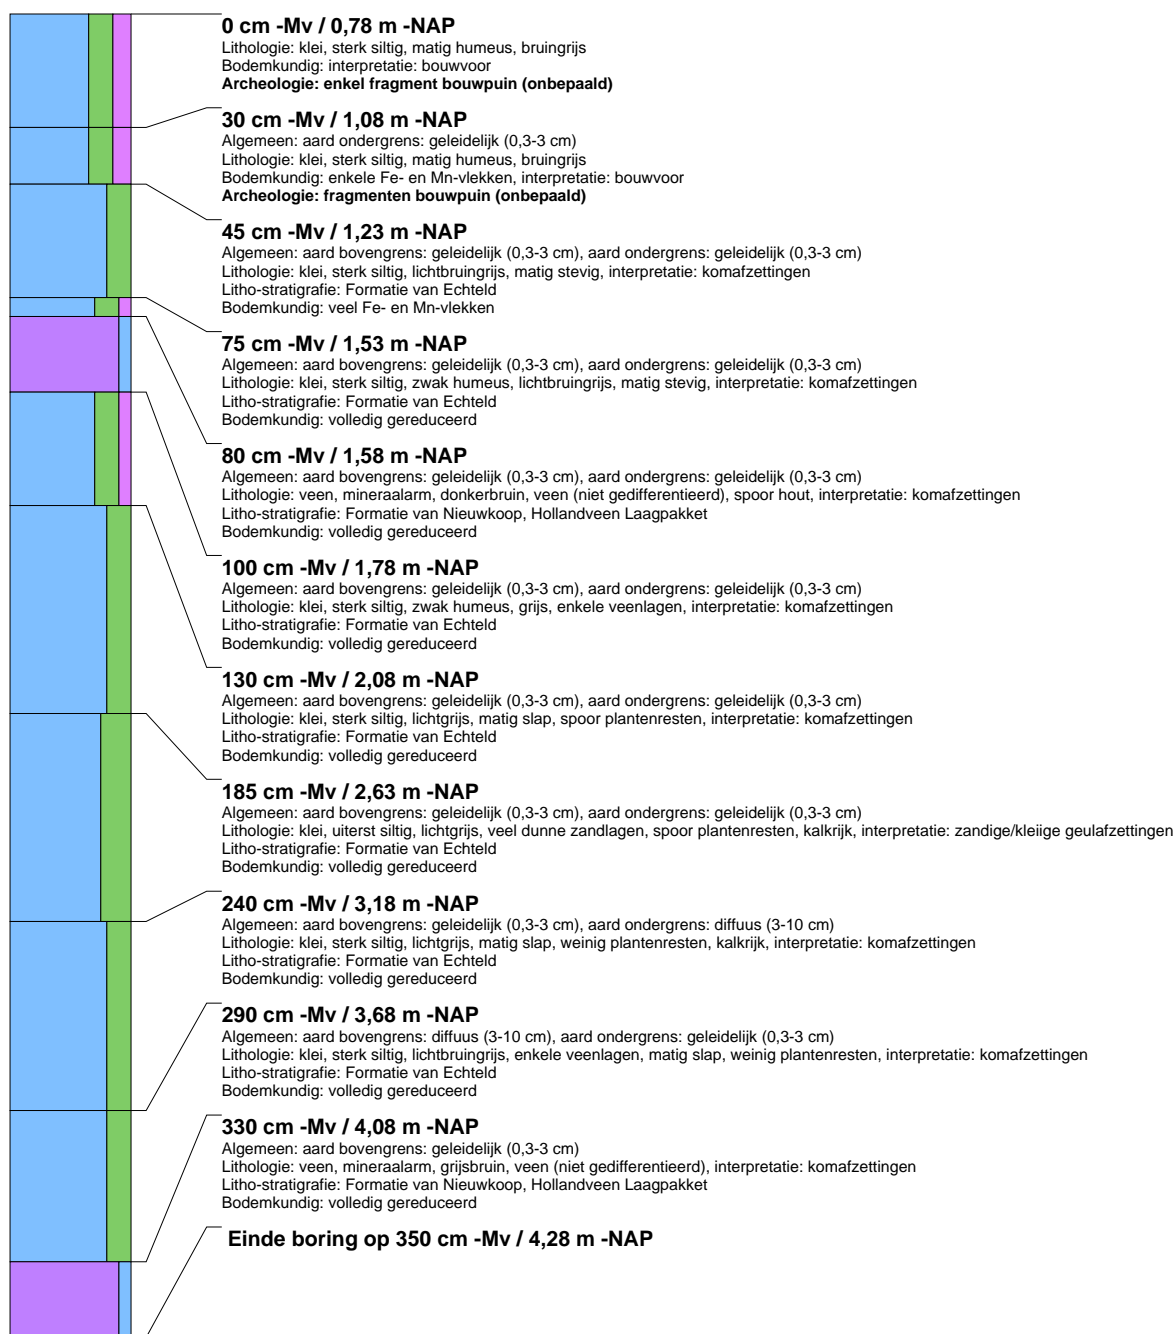 0 cm -Mv / 0,78 m -NAP
Lithologie: klei, sterk siltig, matig humeus, bruingrijs
Bodemkundig: interpretatie: bouwvoor
Archeologie: enkel fragment bouwpuin (onbepaald)
30 cm -Mv / 1,08 m -NAP
Algemeen: aard ondergrens: geleidelijk (0,3-3 cm)
Lithologie: klei, sterk siltig, matig humeus, bruingrijs
Bodemkundig: enkele Fe- en Mn-vlekken, interpretatie: bouwvoor
Archeologie: fragmenten bouwpuin (onbepaald)
45 cm -Mv / 1,23 m -NAP
Algemeen: aard bovengrens: geleidelijk (0,3-3 cm), aard ondergrens: geleidelijk (0,3-3 cm)
Lithologie: klei, sterk siltig, lichtbruingrijs, matig stevig, interpretatie: komafzettingen
Litho-stratigrafie: Formatie van Echteld
Bodemkundig: veel Fe- en Mn-vlekken
75 cm -Mv / 1,53 m -NAP
Algemeen: aard bovengrens: geleidelijk (0,3-3 cm), aard ondergrens: geleidelijk (0,3-3 cm)
Lithologie: klei, sterk siltig, zwak humeus, lichtbruingrijs, matig stevig, interpretatie: komafzettingen
Litho-stratigrafie: Formatie van Echteld
Bodemkundig: volledig gereduceerd
80 cm -Mv / 1,58 m -NAP
Algemeen: aard bovengrens: geleidelijk (0,3-3 cm), aard ondergrens: geleidelijk (0,3-3 cm)
Lithologie: veen, mineraalarm, donkerbruin, veen (niet gedifferentieerd), spoor hout, interpretatie: komafzettingen
Litho-stratigrafie: Formatie van Nieuwkoop, Hollandveen Laagpakket
Bodemkundig: volledig gereduceerd
100 cm -Mv / 1,78 m -NAP
Algemeen: aard bovengrens: geleidelijk (0,3-3 cm), aard ondergrens: geleidelijk (0,3-3 cm)
Lithologie: klei, sterk siltig, zwak humeus, grijs, enkele veenlagen, interpretatie: komafzettingen
Litho-stratigrafie: Formatie van Echteld
Bodemkundig: volledig gereduceerd
130 cm -Mv / 2,08 m -NAP
Algemeen: aard bovengrens: geleidelijk (0,3-3 cm), aard ondergrens: geleidelijk (0,3-3 cm)
Lithologie: klei, sterk siltig, lichtgrijs, matig slap, spoor plantenresten, interpretatie: komafzettingen
Litho-stratigrafie: Formatie van Echteld
Bodemkundig: volledig gereduceerd
185 cm -Mv / 2,63 m -NAP
Algemeen: aard bovengrens: geleidelijk (0,3-3 cm), aard ondergrens: geleidelijk (0,3-3 cm)
Lithologie: klei, uiterst siltig, lichtgrijs, veel dunne zandlagen, spoor plantenresten, kalkrijk, interpretatie: zandige/kleiige geulafzettingen
Litho-stratigrafie: Formatie van Echteld
Bodemkundig: volledig gereduceerd
240 cm -Mv / 3,18 m -NAP
Algemeen: aard bovengrens: geleidelijk (0,3-3 cm), aard ondergrens: diffuus (3-10 cm)
Lithologie: klei, sterk siltig, lichtgrijs, matig slap, weinig plantenresten, kalkrijk, interpretatie: komafzettingen
Litho-stratigrafie: Formatie van Echteld
Bodemkundig: volledig gereduceerd
290 cm -Mv / 3,68 m -NAP
Algemeen: aard bovengrens: diffuus (3-10 cm), aard ondergrens: geleidelijk (0,3-3 cm)
Lithologie: klei, sterk siltig, lichtbruingrijs, enkele veenlagen, matig slap, weinig plantenresten, interpretatie: komafzettingen
Litho-stratigrafie: Formatie van Echteld
Bodemkundig: volledig gereduceerd
330 cm -Mv / 4,08 m -NAP
Algemeen: aard bovengrens: geleidelijk (0,3-3 cm)
Lithologie: veen, mineraalarm, grijsbruin, veen (niet gedifferentieerd), interpretatie: komafzettingen
Litho-stratigrafie: Formatie van Nieuwkoop, Hollandveen Laagpakket
Bodemkundig: volledig gereduceerd
Einde boring op 350 cm -Mv / 4,28 m -NAP